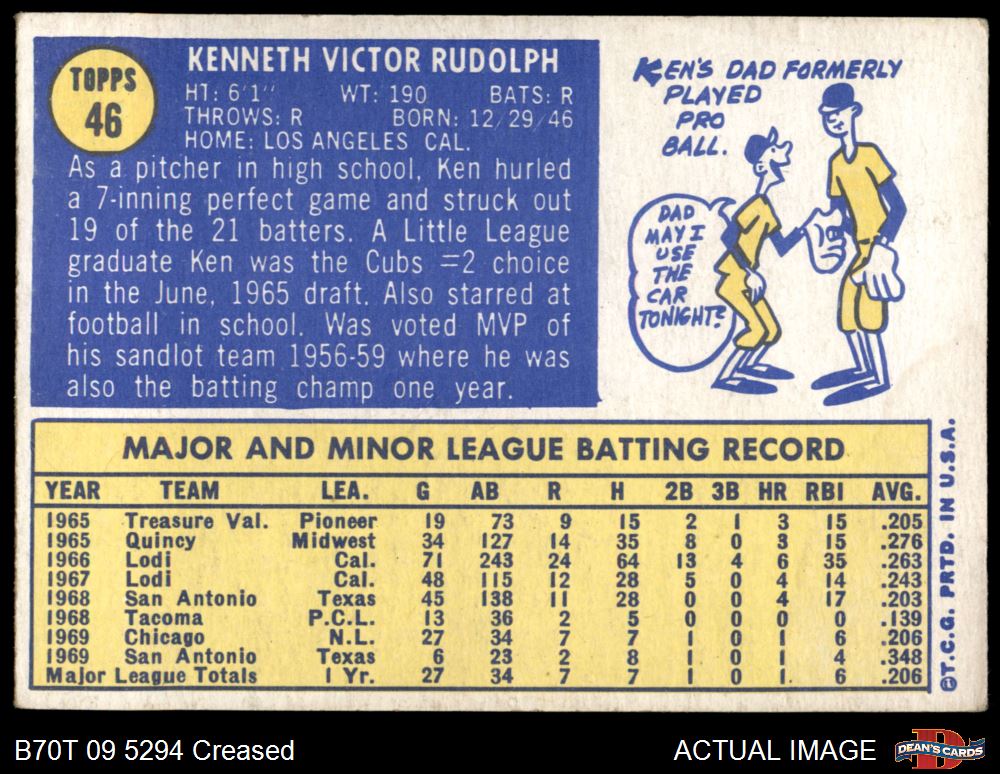 TOPPS
46
KENNETH VICTOR RUDOLPH
HT: 6'1" WT: 190 BATS: R
THROWS: R BORN: 12/29/46
HOME: LOS ANGELES CAL.
As a pitcher in high school, Ken hurled
a 7-inning perfect game and struck out
19 of the 21 batters. A Little League
graduate Ken was the Cubs =2 choice
in the June, 1965 draft. Also starred at
football in school. Was voted MVP of
his sandlot team 1956-59 where he was
also the batting champ one year.
KEN'S DAD FORMERLY
PLAYED
PRO
BALL.
DAD
MAY I
USE
THE
CAR
TONIGHT?
MAJOR AND MINOR LEAGUE BATTING RECORD
YEAR TEAM LEA. G AB R H 2B 3B HR RBI AVG.
1965 Treasure Val. Pioneer 19 73 9 15 2 1 3 15 .205
1965 Quincy Midwest 34 127 14 35 8 0 3 15 .276
1966 Lodi Cal. 71 243 24 64 13 4 6 35 .263
1967 Lodi Cal. 48 115 12 28 5 0 4 14 .243
1968 San Antonio Texas 45 138 11 28 0 0 4 17 .203
1968 Tacoma P.C.L. 13 36 2 5 0 0 0 0 .139
1969 Chicago N.L. 27 34 7 7 1 0 1 6 .206
1969 San Antonio Texas 6 23 2 8 1 0 1 4 .348
Major League Totals 1 Yr. 27 34 7 7 1 0 1 6 .206
©T.C.G. PRTD. IN U.S.A.
B70T 09 5294 Creased
ACTUAL IMAGE
DEAN'S CARDS